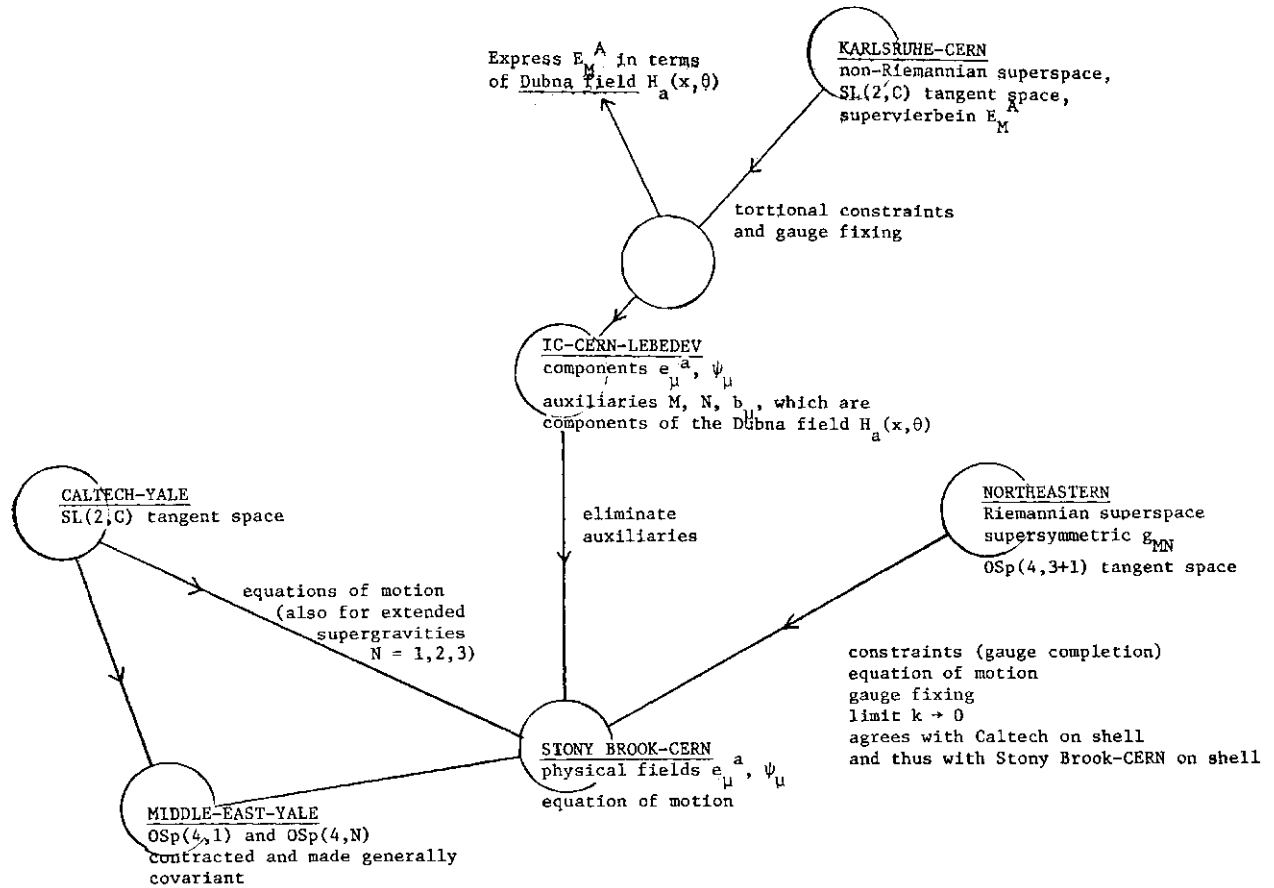 Express E_M^A in terms
of Dubna field H_a(x,θ)
KARLSRUHE-CERN
non-Riemannian superspace,
SL(2,C) tangent space,
supervierbein E_M^A
tortional constraints
and gauge fixing
IC-CERN-LEBEDEV
components e_μ^a, ψ_μ
auxiliaries M, N, b_μ, which are
components of the Dubna field H_a(x,θ)
CALTECH-YALE
SL(2,C) tangent space
eliminate
auxiliaries
NORTHEASTERN
Riemannian superspace
supersymmetric g_MN
OSp(4,3+1) tangent space
equations of motion
(also for extended
supergravities
N = 1,2,3)
constraints (gauge completion)
equation of motion
gauge fixing
limit k → 0
agrees with Caltech on shell
and thus with Stony Brook-CERN on shell
STONY BROOK-CERN
physical fields e_μ^a, ψ_μ
equation of motion
MIDDLE-EAST-YALE
OSp(4,1) and OSp(4,N)
contracted and made generally
covariant